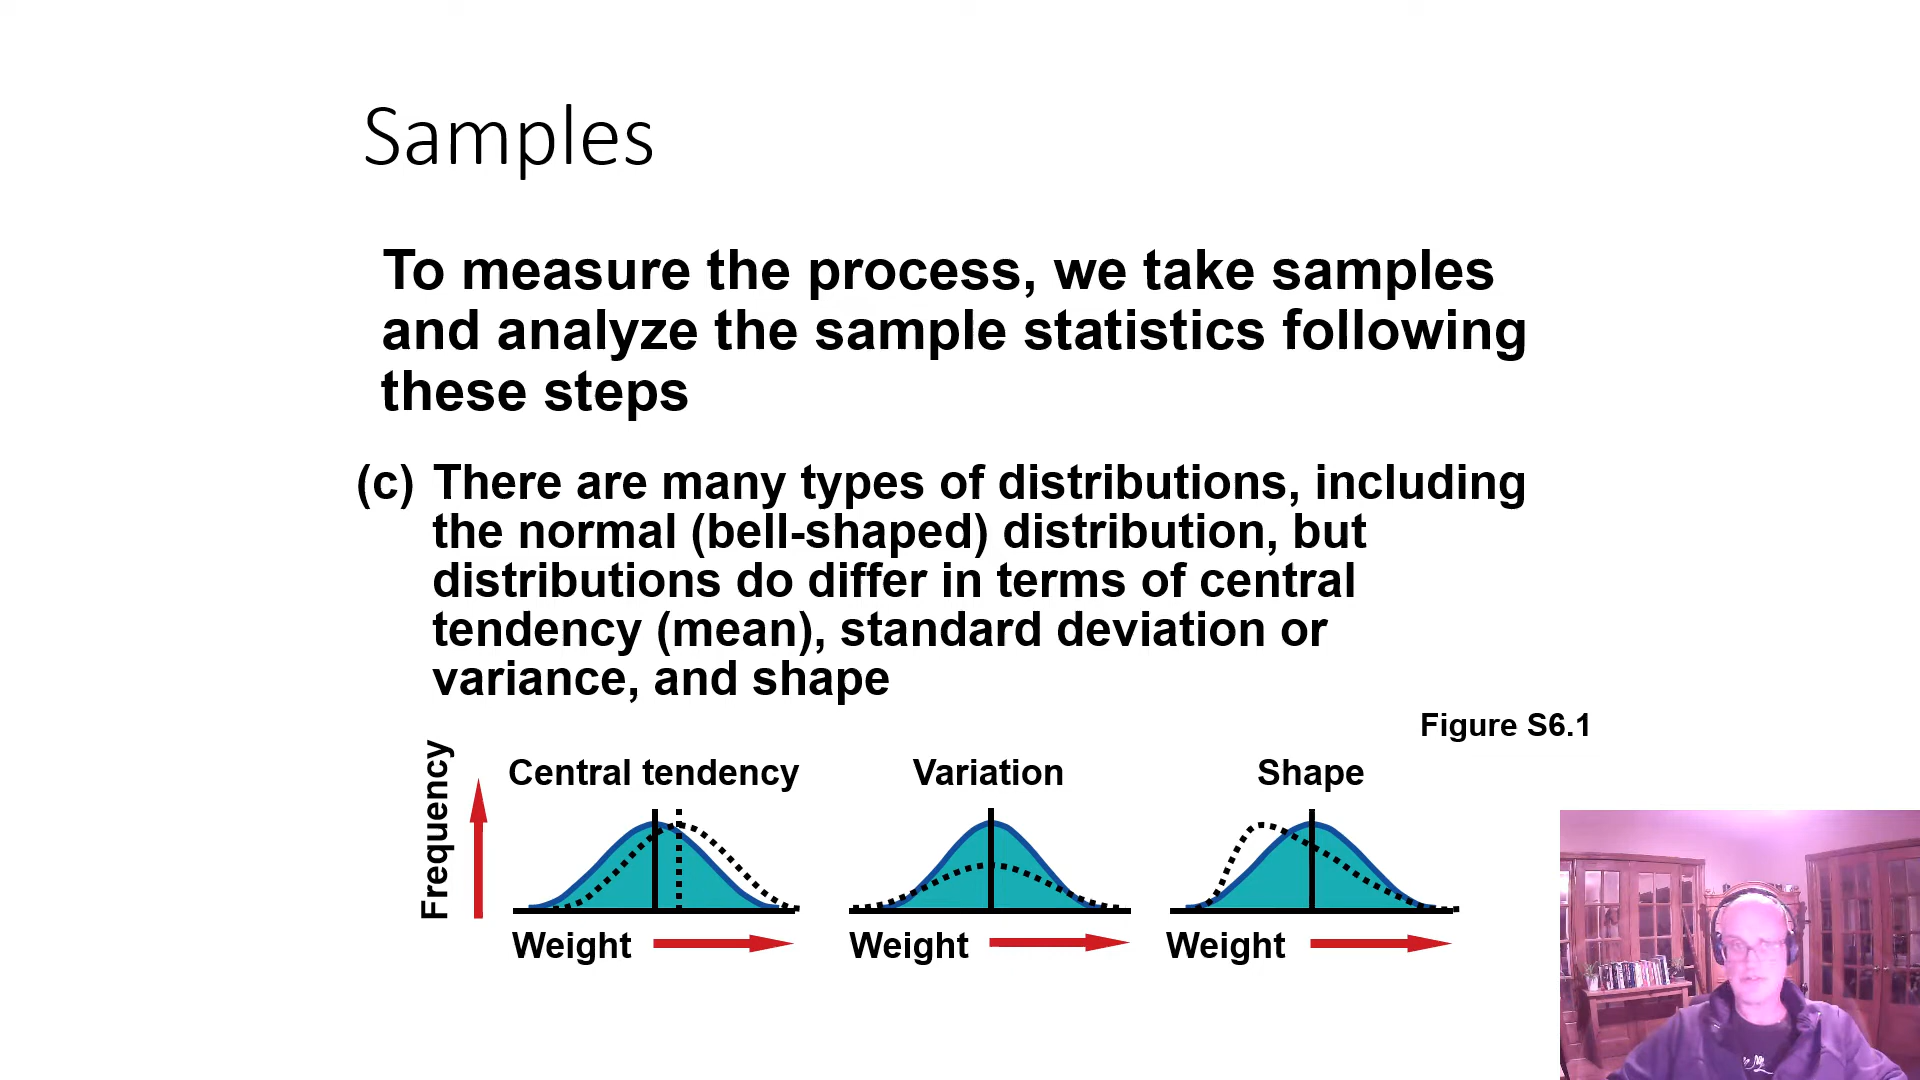 Samples
To measure the process, we take samples
and analyze the sample statistics following
these steps
(c) There are many types of distributions, including
the normal (bell-shaped) distribution, but
distributions do differ in terms of central
tendency (mean), standard deviation or
variance, and shape
Figure S6.1
Frequency
Central tendency
Variation
Shape
Weight
Weight
Weight